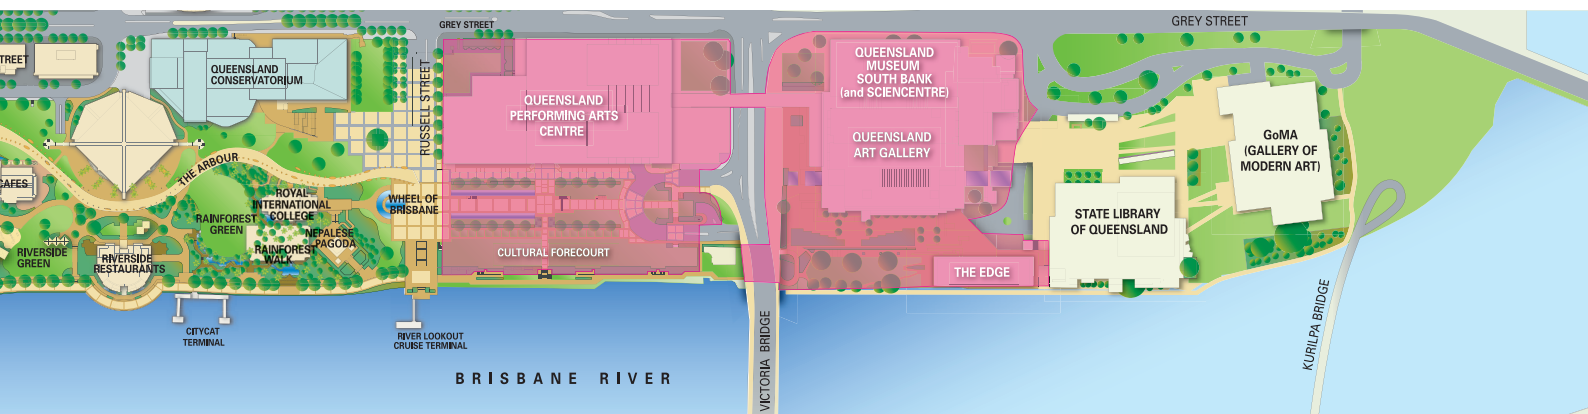 GREY STREET
GREY STREET
TREET
QUEENSLAND
CONSERVATORIUM
RUSSELL STREET
QUEENSLAND
PERFORMING ARTS
CENTRE
QUEENSLAND
MUSEUM
SOUTH BANK
(and SCIENCENTRE)
QUEENSLAND
ART GALLERY
GoMA
(GALLERY OF
MODERN ART)
THE ARBOUR
CAFES
ROYAL
INTERNATIONAL
COLLEGE
WHEEL OF
BRISBANE
RAINFOREST
GREEN
NEPALESE
PAGODA
STATE LIBRARY
OF QUEENSLAND
RIVERSIDE
GREEN
RIVERSIDE
RESTAURANTS
RAINFOREST
WALK
CULTURAL FORECOURT
THE EDGE
CITYCAT
TERMINAL
RIVER LOOKOUT
CRUISE TERMINAL
BRISBANE RIVER
VICTORIA BRIDGE
KURILPA BRIDGE